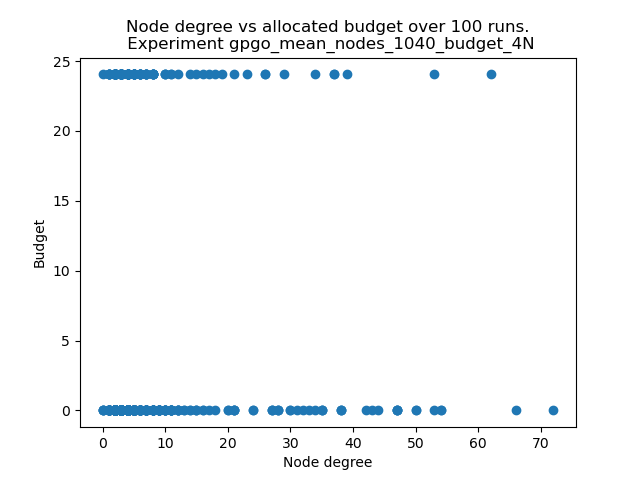 Node degree vs allocated budget over 100 runs.
Experiment gpgo_mean_nodes_1040_budget_4N
25
20
15
10
5
0
Budget
0 10 20 30 40 50 60 70
Node degree